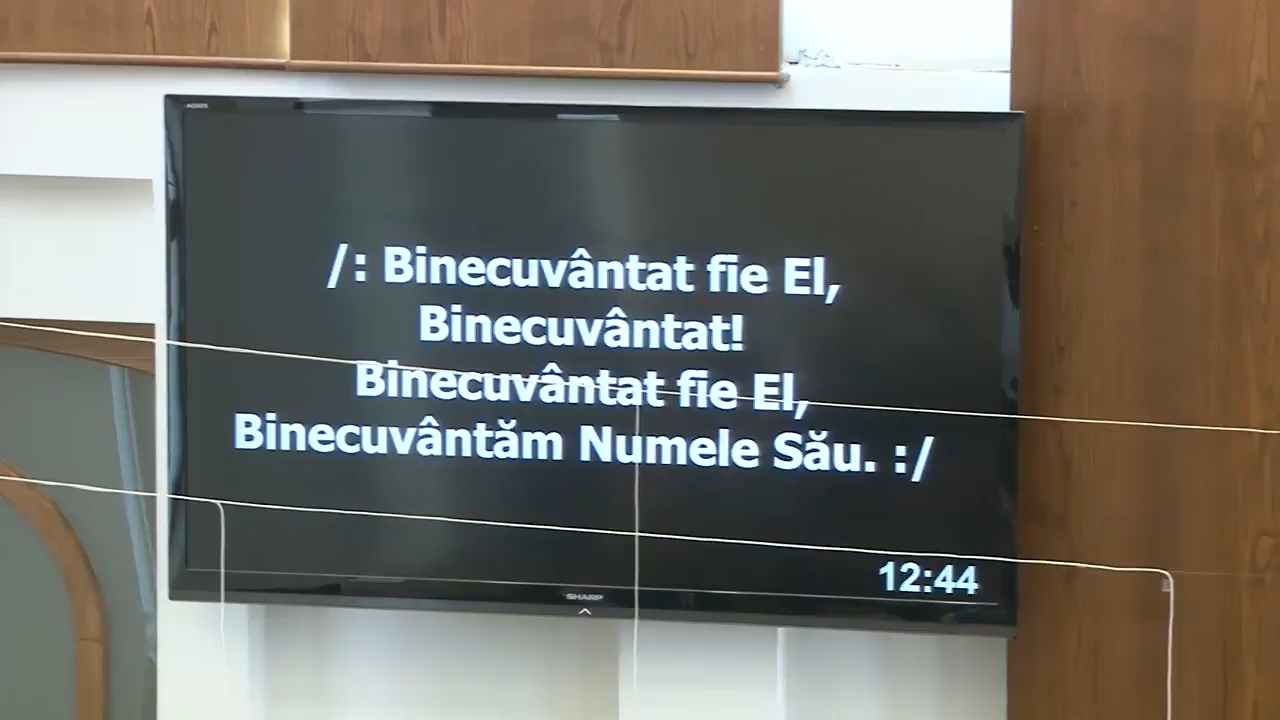 /: Binecuvântat fie El,
Binecuvântat!
Binecuvântat fie El,
Binecuvântăm Numele Său. :/
12:44
SHARP